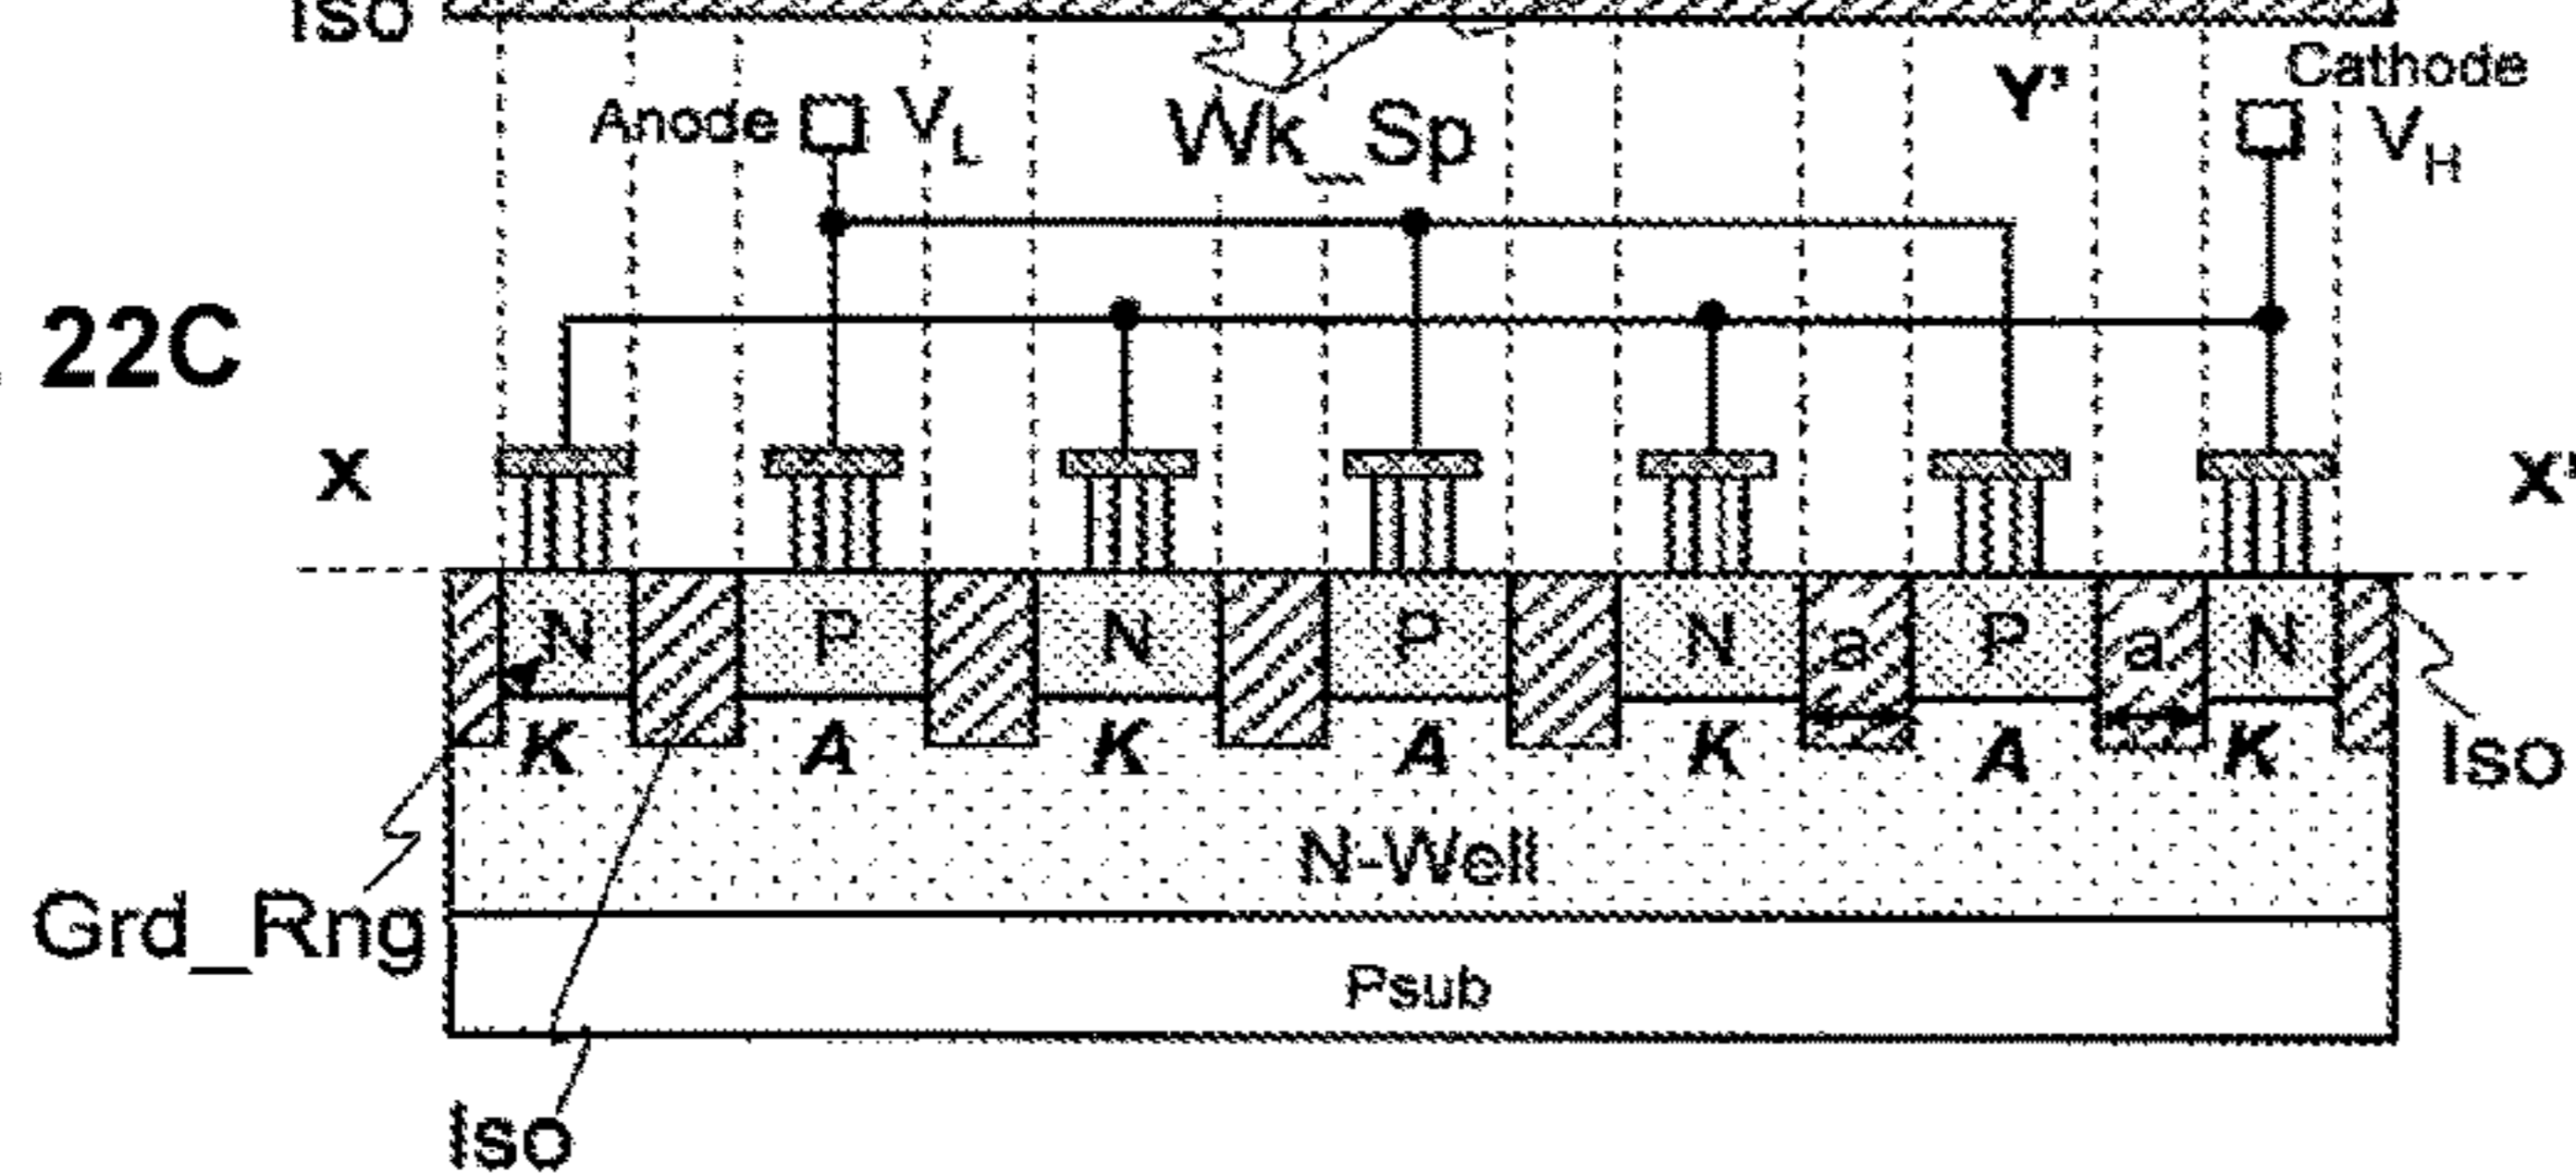 Iso
Cathode
Y'
Anode V_L Wk_Sp V_H
22C
X X'
N P N P N a P a N
K A K A K A K
Iso
N-Well
Grd_Rng
Psub
Iso